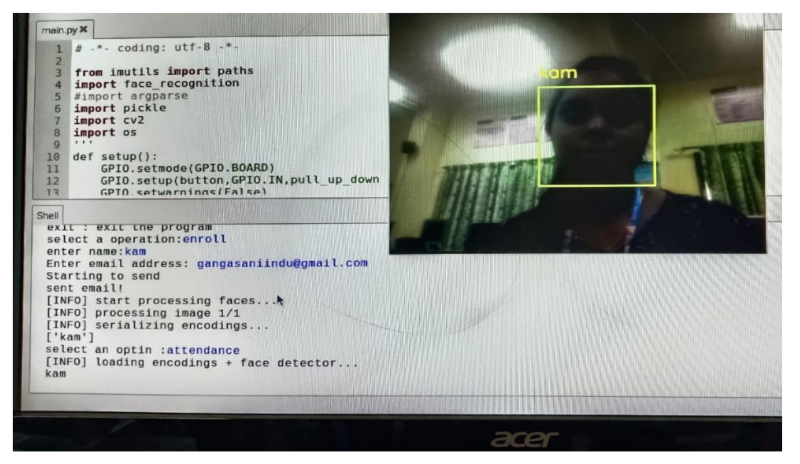 main.py ×
1 # -*- coding: utf-8 -*-
2
3 from imutils import paths
4 import face_recognition
5 #import argparse
6 import pickle
7 import cv2
8 import os
9 '''
10 def setup():
11 GPIO.setmode(GPIO.BOARD)
12 GPIO.setup(button,GPIO.IN,pull_up_down
13 GPIO.setwarnings(False)
kam
Shell
exit : exit the program
select a operation:enroll
enter name:kam
Enter email address: gangasaniindu@gmail.com
Starting to send
sent email!
[INFO] start processing faces...
[INFO] processing image 1/1
[INFO] serializing encodings...
['kam']
select an optin :attendance
[INFO] loading encodings + face detector...
kam
acer